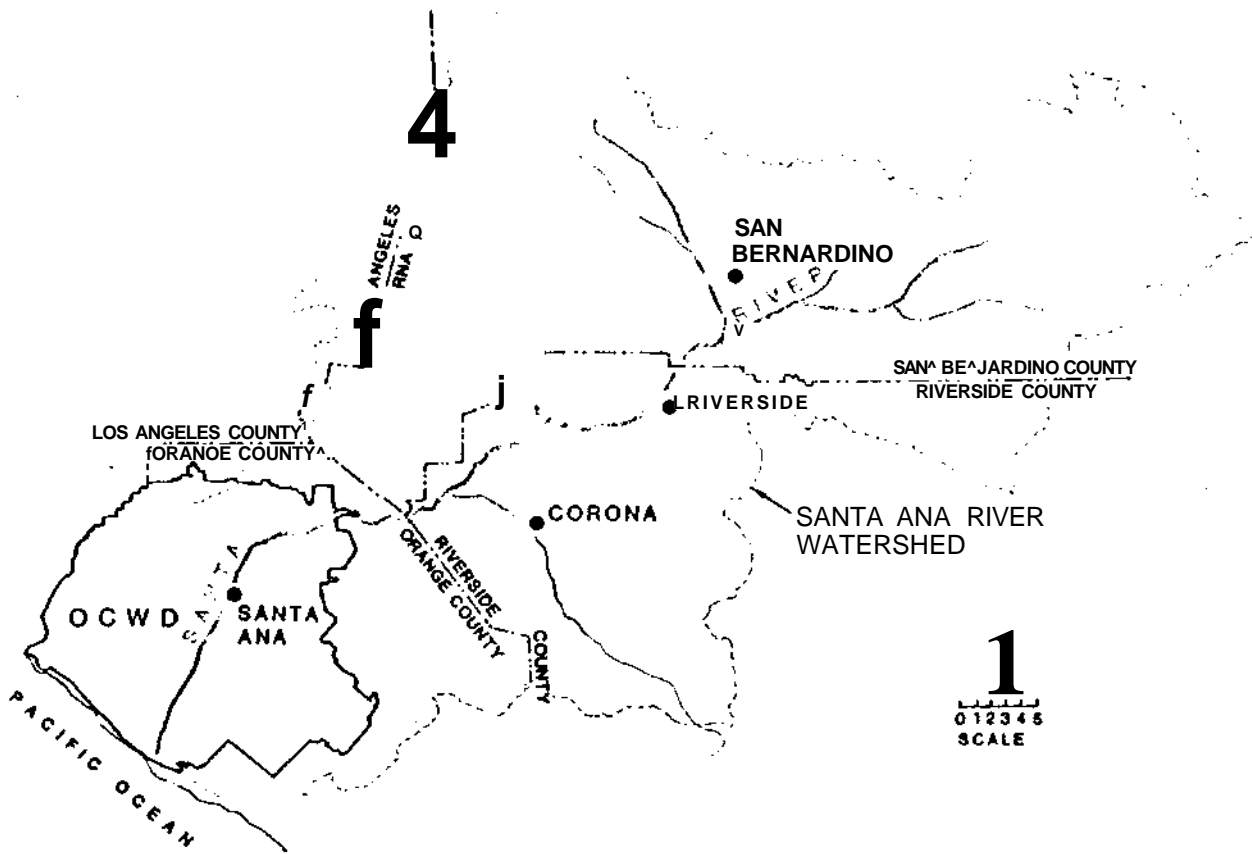 4
ANGELES
RNA
Q
SAN
BERNARDINO
RIVER
V
f
f
j
SAN^ BE^JARDINO COUNTY
RIVERSIDE COUNTY
LRIVERSIDE
LOS ANGELES COUNTY
fORANOE COUNTY^
CORONA
SANTA ANA RIVER
WATERSHED
RIVERSIDE
ORANGE COUNTY
COUNTY
OCWD
SANTA
SANTA
ANA
1
0 1 2 3 4 5
SCALE
PACIFIC OCEAN